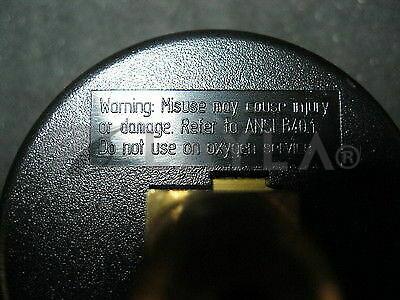 Warning: Misuse may cause injury
or damage. Refer to ANSI B40.1
Do not use on oxygen service